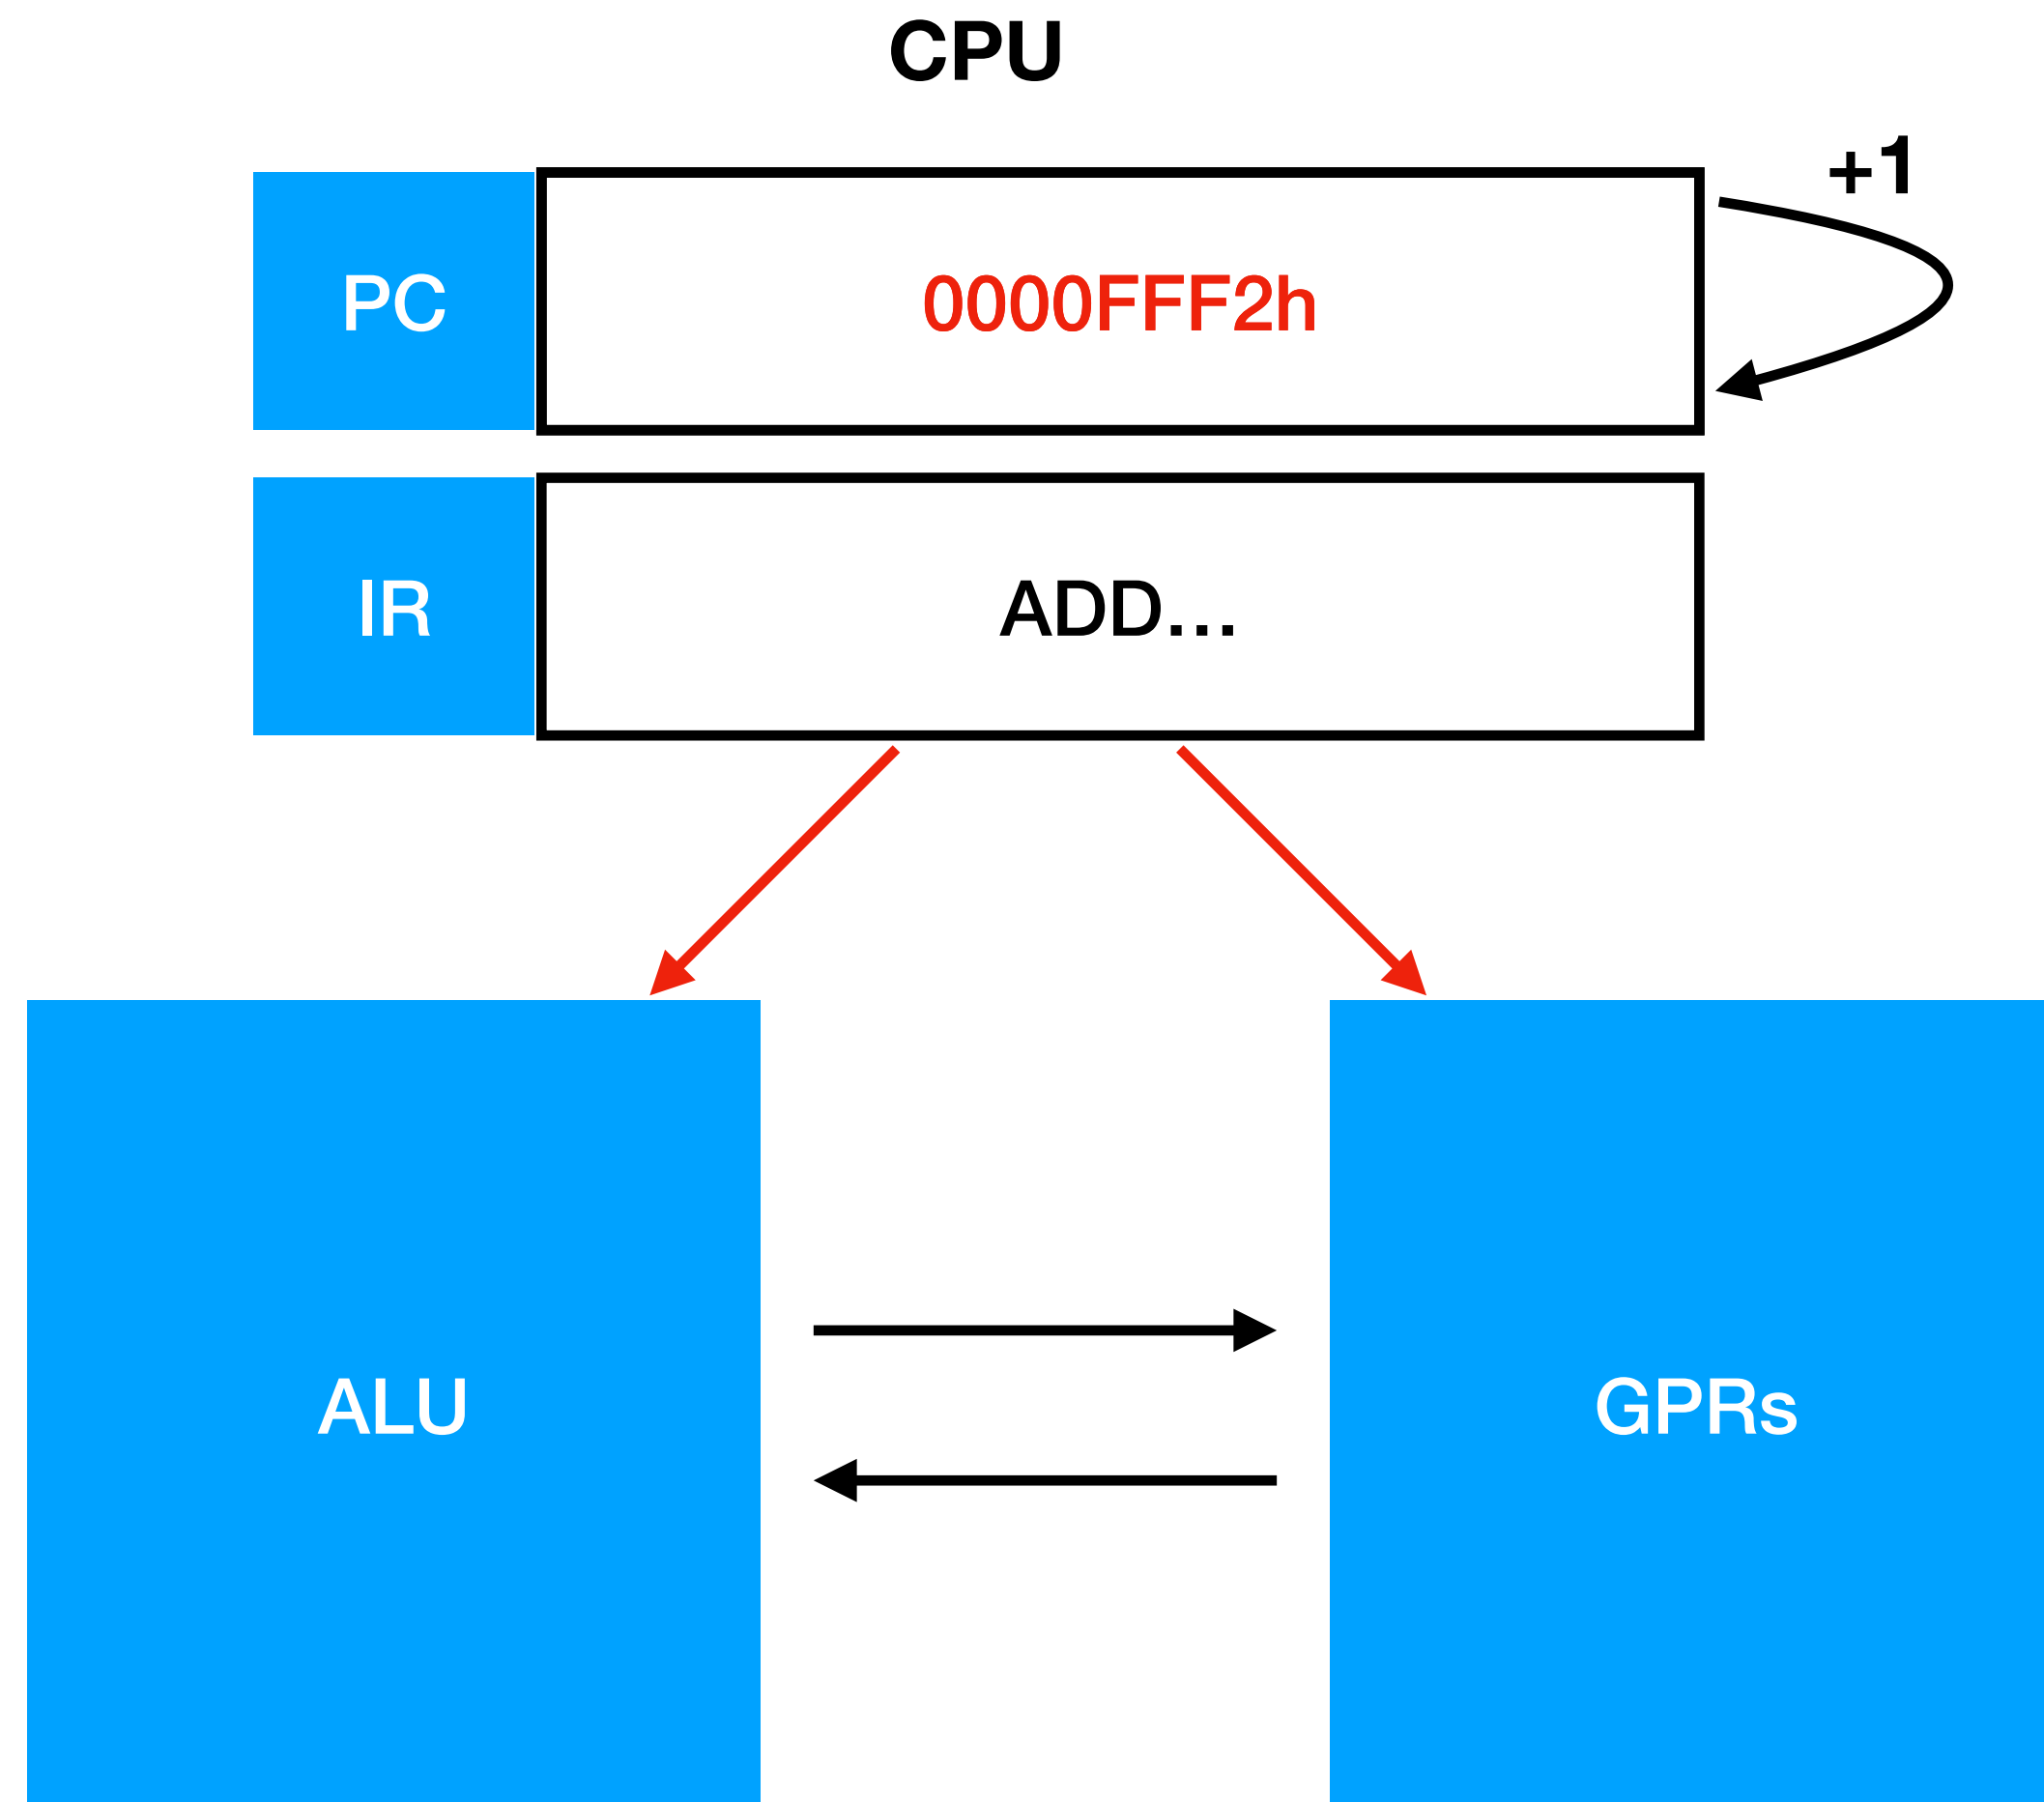 CPU
+1
PC
0000FFF2h
IR
ADD...
ALU
GPRs